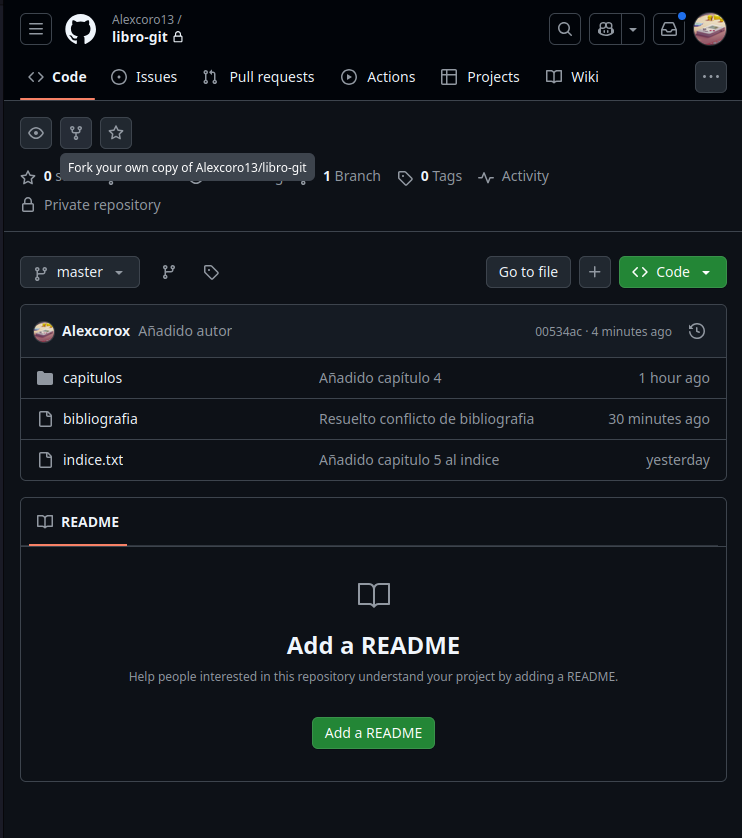 Alexcoro13 /
libro-git
Code Issues Pull requests Actions Projects Wiki
Fork your own copy of Alexcoro13/libro-git
0 1 Branch 0 Tags Activity
Private repository
master Go to file Code
Alexcorox Añadido autor 00534ac · 4 minutes ago
capitulos Añadido capítulo 4 1 hour ago
bibliografia Resuelto conflicto de bibliografia 30 minutes ago
indice.txt Añadido capitulo 5 al indice yesterday
README
Add a README
Help people interested in this repository understand your project by adding a README.
Add a README